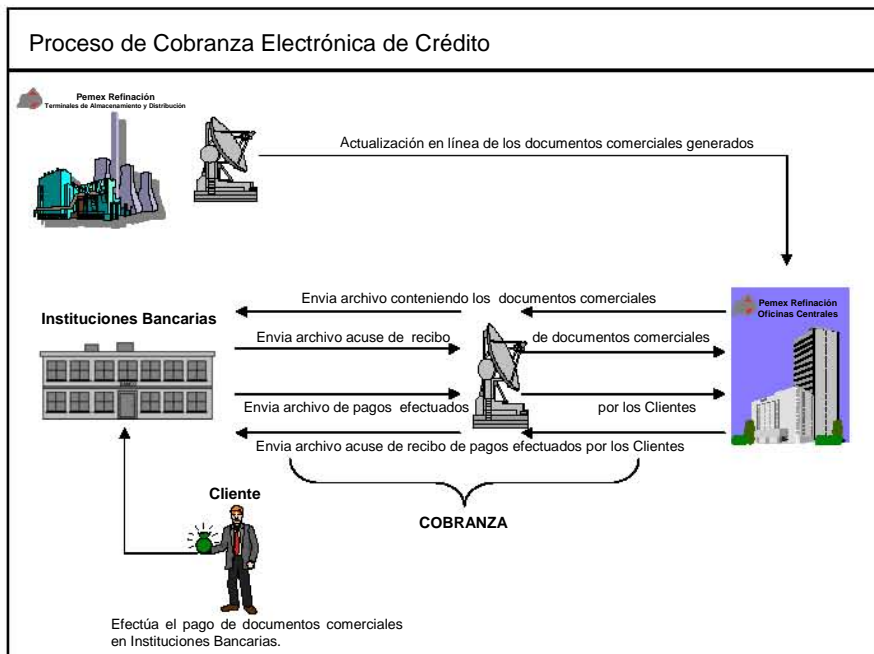 Proceso de Cobranza Electrónica de Crédito
Pemex Refinación
Terminales de Almacenamiento y Distribución
Actualización en línea de los documentos comerciales generados
Envia archivo conteniendo los documentos comerciales
Pemex Refinación
Oficinas Centrales
Instituciones Bancarias
Envia archivo acuse de recibo de documentos comerciales
Envia archivo de pagos efectuados por los Clientes
Envia archivo acuse de recibo de pagos efectuados por los Clientes
Cliente
COBRANZA
Efectúa el pago de documentos comerciales
en Instituciones Bancarias.